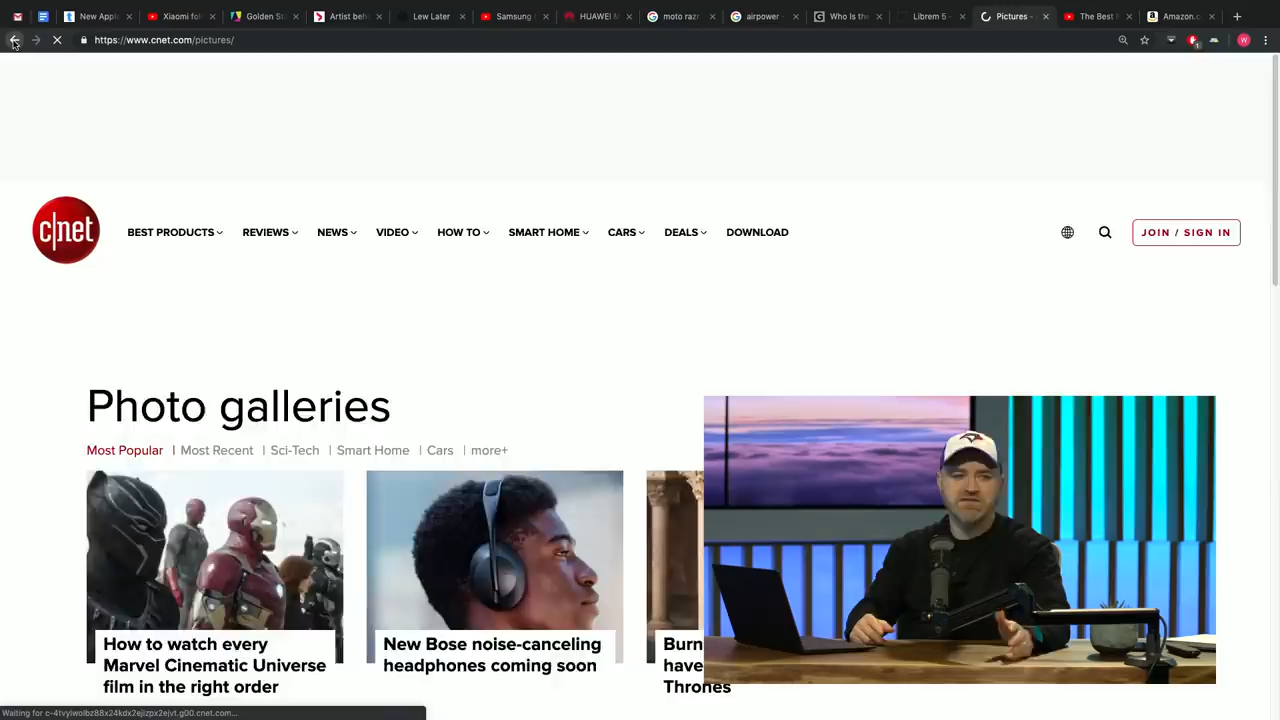 New Apple
Xiaomi fol
Golden Sta
Artist beh
Lew Later
Samsung
HUAWEI M
moto razr
airpower
Who Is the
Librem 5 –
Pictures -
The Best
Amazon.c
https://www.cnet.com/pictures/
W
1
c|net
BEST PRODUCTS
REVIEWS
NEWS
VIDEO
HOW TO
SMART HOME
CARS
DEALS
DOWNLOAD
JOIN / SIGN IN
Photo galleries
Most Popular | Most Recent | Sci-Tech | Smart Home | Cars | more+
How to watch every
Marvel Cinematic Universe
film in the right order
New Bose noise-canceling
headphones coming soon
Burn
have
Thrones